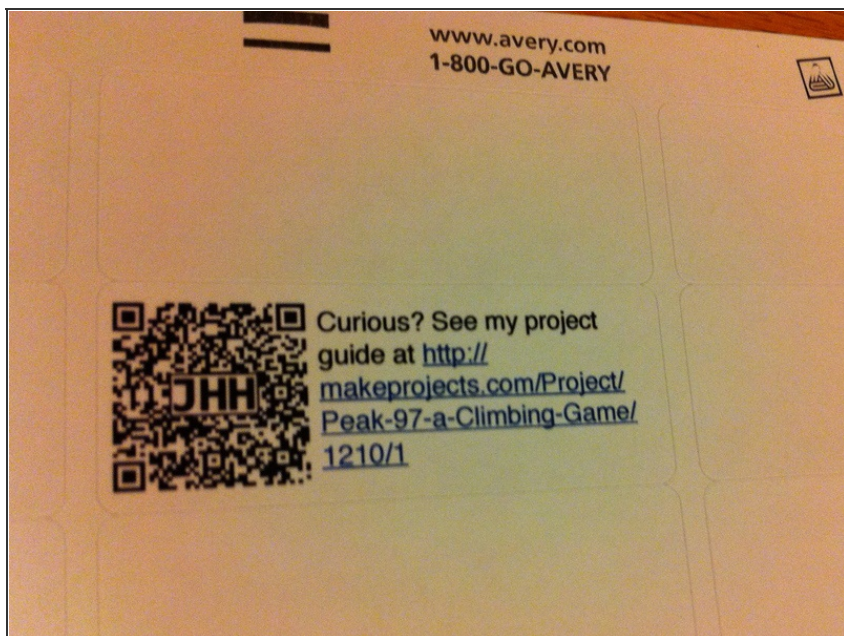 www.avery.com
1-800-GO-AVERY
Curious? See my project
guide at http://
makeprojects.com/Project/
Peak-97-a-Climbing-Game/
1210/1
JHH